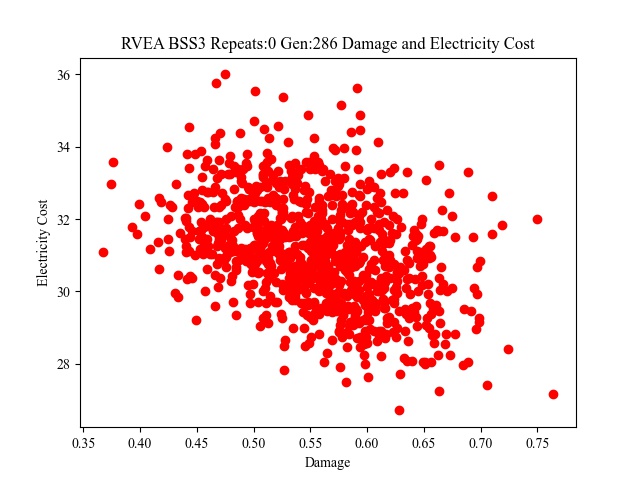 RVEA BSS3 Repeats:0 Gen:286 Damage and Electricity Cost
36
34
32
30
28
Electricity Cost
0.35 0.40 0.45 0.50 0.55 0.60 0.65 0.70 0.75
Damage